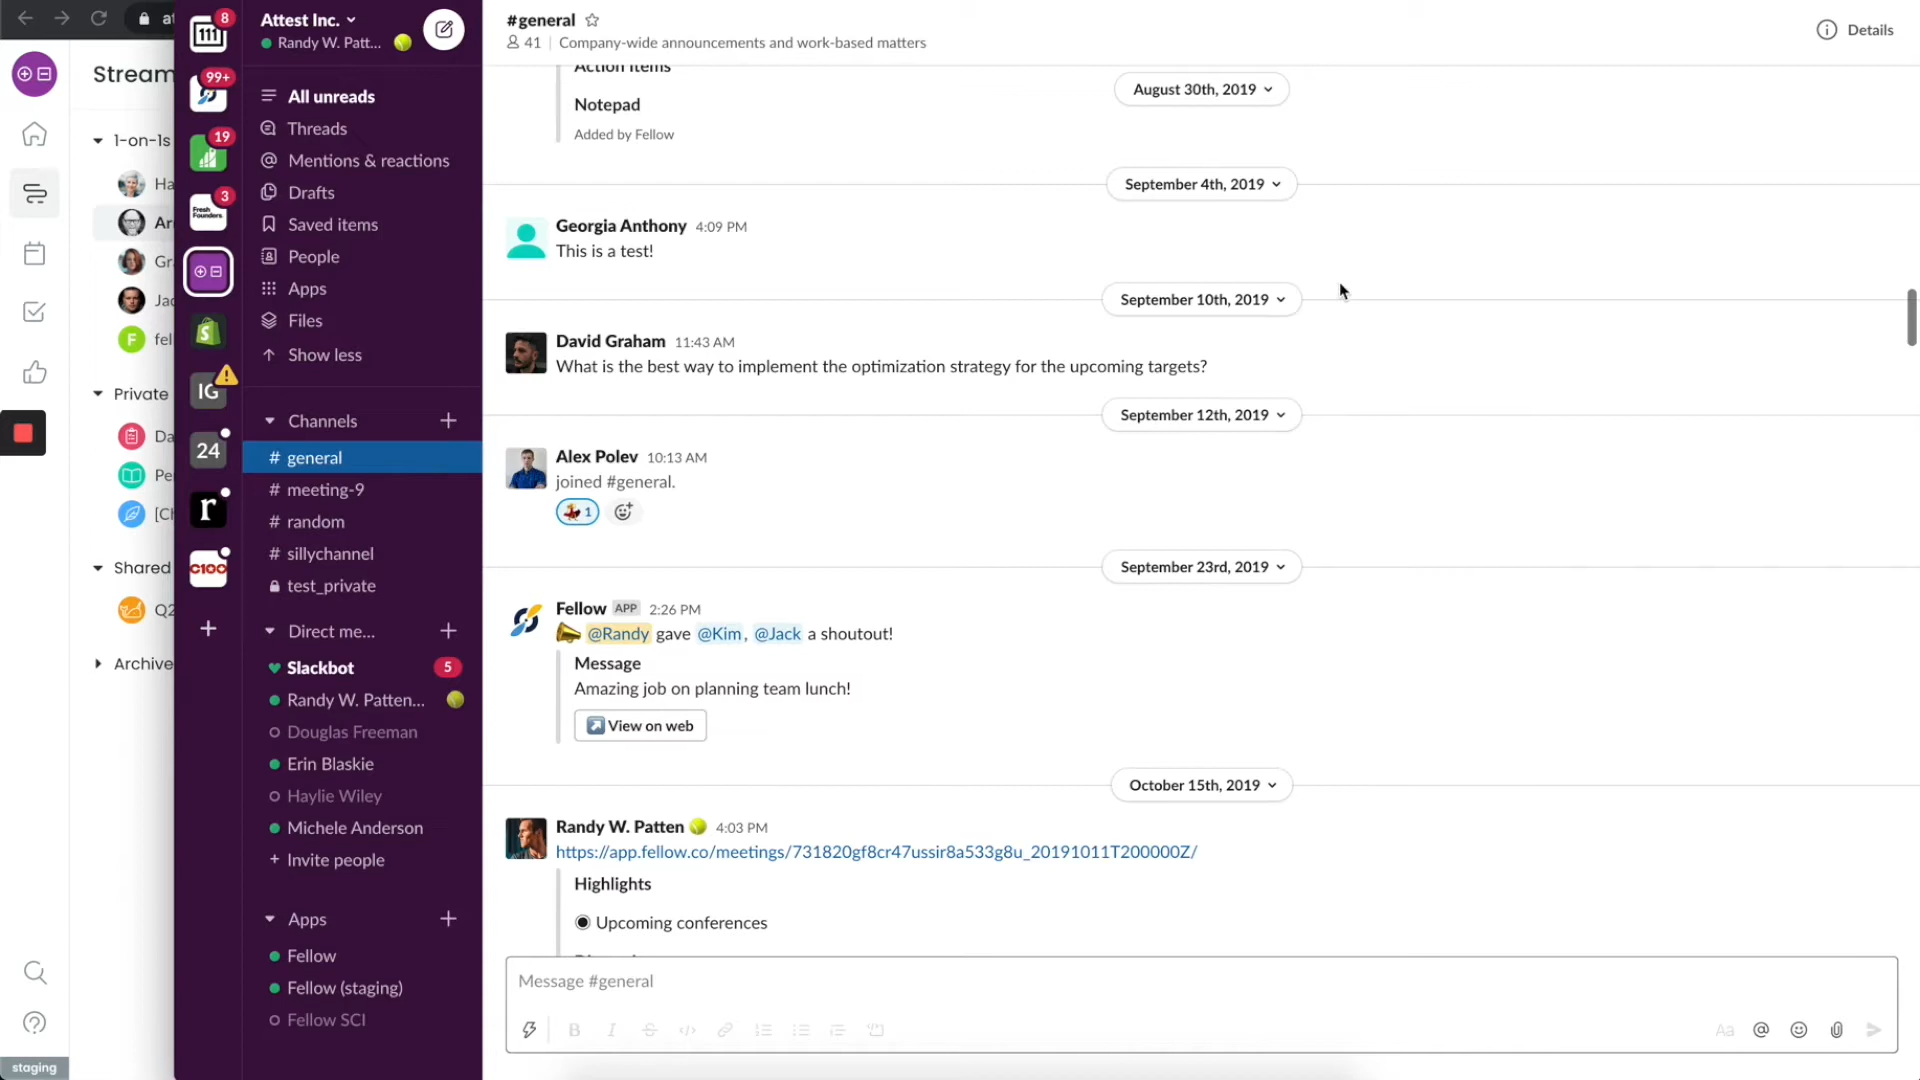 at
Stream
1-on-1s
Ha
Ar
Gr
Jac
F
fel
Private
Da
Pe
[Ch
Shared
Q2
Archive
staging
8
99+
19
3
Fresh
Founders
IG
24
r
C100
Attest Inc.
Randy W. Patt...
All unreads
Threads
Mentions & reactions
Drafts
Saved items
People
Apps
Files
Show less
Channels
# general
# meeting-9
# random
# sillychannel
test_private
Direct me...
Slackbot 5
Randy W. Patten...
Douglas Freeman
Erin Blaskie
Haylie Wiley
Michele Anderson
+ Invite people
Apps
Fellow
Fellow (staging)
Fellow SCI
#general
41 | Company-wide announcements and work-based matters
Details
Action Items
August 30th, 2019
Notepad
Added by Fellow
September 4th, 2019
Georgia Anthony 4:09 PM
This is a test!
September 10th, 2019
David Graham 11:43 AM
What is the best way to implement the optimization strategy for the upcoming targets?
September 12th, 2019
Alex Polev 10:13 AM
joined #general.
1
September 23rd, 2019
Fellow APP 2:26 PM
@Randy gave @Kim, @Jack a shoutout!
Message
Amazing job on planning team lunch!
View on web
October 15th, 2019
Randy W. Patten 4:03 PM
https://app.fellow.co/meetings/731820gf8cr47ussir8a533g8u_20191011T200000Z/
Highlights
Upcoming conferences
Message #general
B I S </>
Aa @